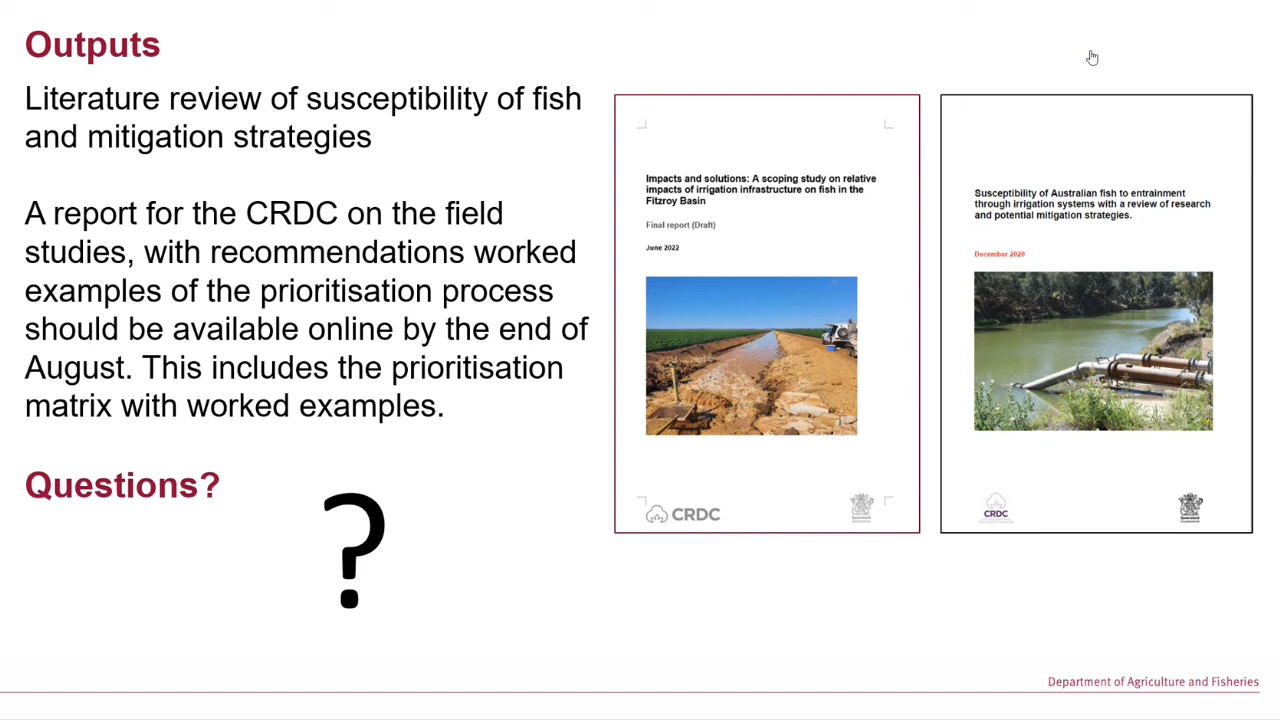 Outputs
Literature review of susceptibility of fish
and mitigation strategies
A report for the CRDC on the field
studies, with recommendations worked
examples of the prioritisation process
should be available online by the end of
August. This includes the prioritisation
matrix with worked examples.
Questions?
?
Impacts and solutions: A scoping study on relative
impacts of irrigation infrastructure on fish in the
Fitzroy Basin
Final report (Draft)
June 2022
CRDC
Queensland
Government
Susceptibility of Australian fish to entrainment
through irrigation systems with a review of research
and potential mitigation strategies.
December 2020
CRDC
Queensland
Government
Department of Agriculture and Fisheries